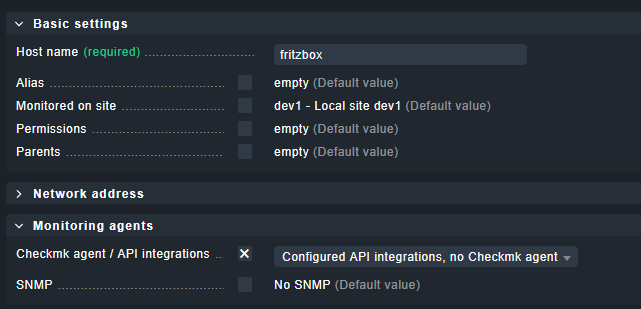 Basic settings
Host name (required) fritzbox
Alias empty (Default value)
Monitored on site dev1 - Local site dev1 (Default value)
Permissions empty (Default value)
Parents empty (Default value)
Network address
Monitoring agents
Checkmk agent / API integrations Configured API integrations, no Checkmk agent
SNMP No SNMP (Default value)